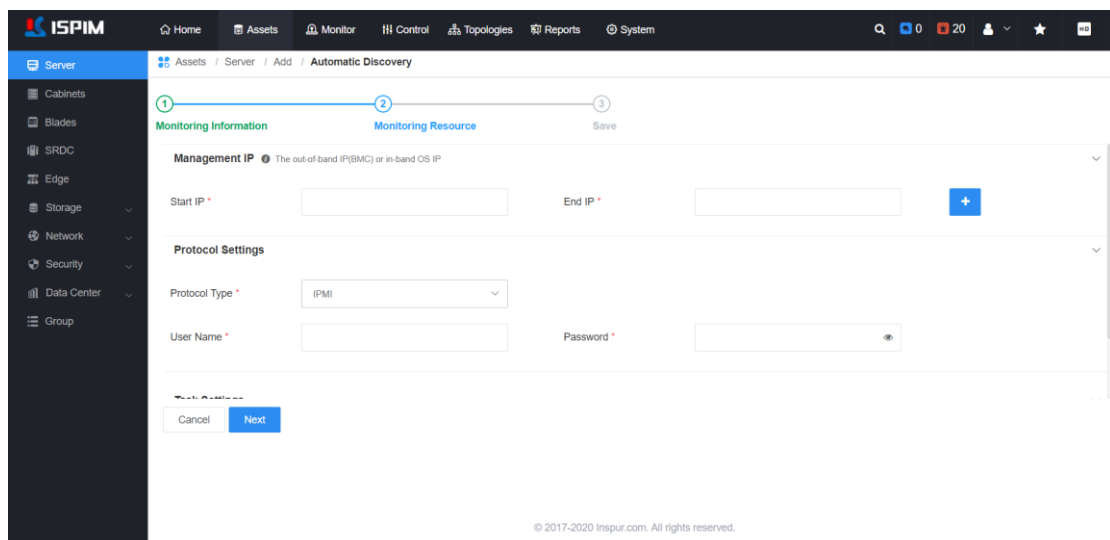 ISPIM
Home Assets Monitor Control Topologies Reports System 0 20 HD
Server
Cabinets
Blades
SRDC
Edge
Storage
Network
Security
Data Center
Group
Assets / Server / Add / Automatic Discovery
1 2 3
Monitoring Information Monitoring Resource Save
Management IP The out-of-band IP(BMC) or in-band OS IP
Start IP * End IP * +
Protocol Settings
Protocol Type * IPMI
User Name * Password *
Task Settings
Cancel Next
© 2017-2020 Inspur.com. All rights reserved.